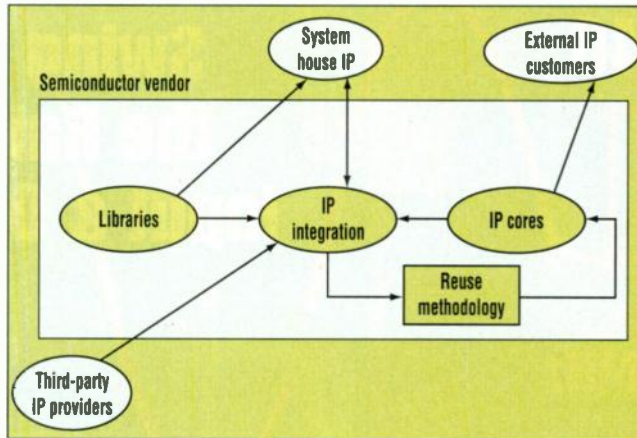 System
house IP
External IP
customers
Semiconductor vendor
Libraries
IP
integration
IP cores
Reuse
methodology
Third-party
IP providers